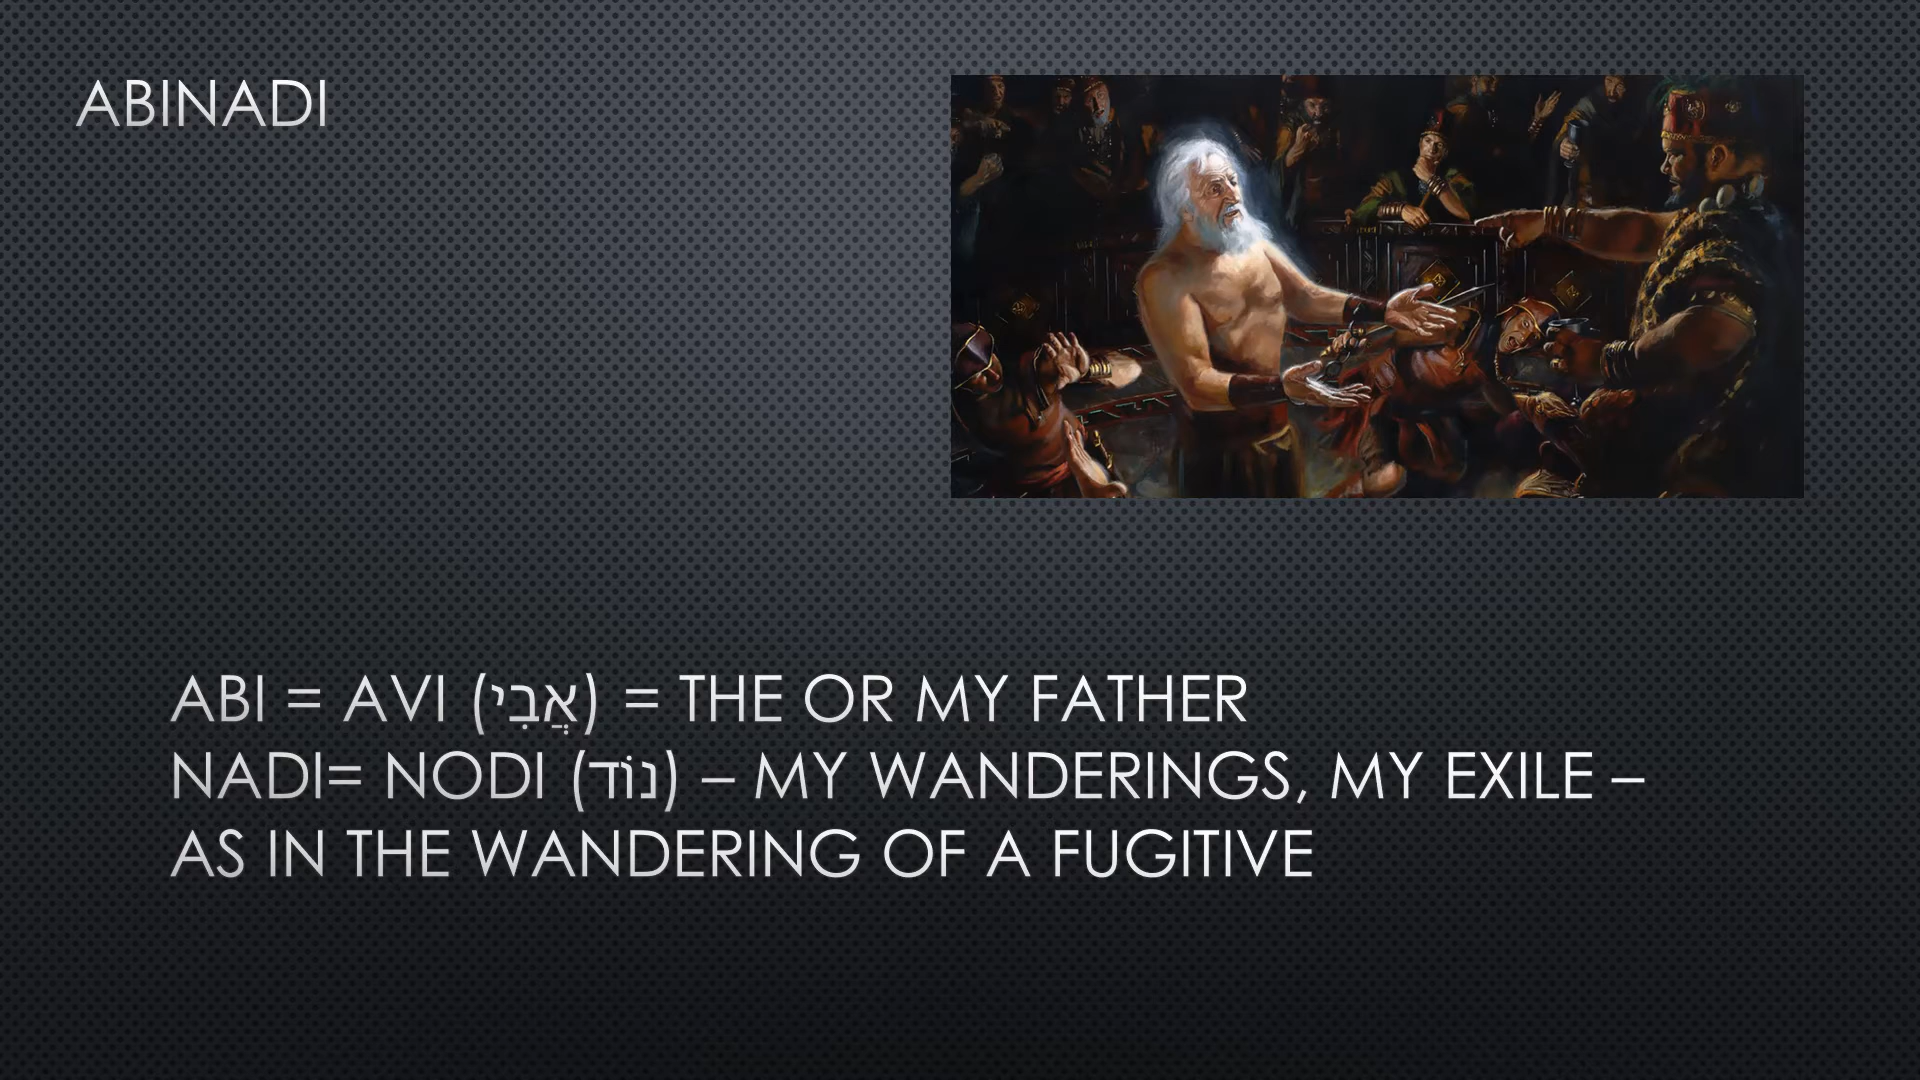 ABINADI
ABI = AVI (אֲבִי) = THE OR MY FATHER
NADI= NODI (נוֹד) – MY WANDERINGS, MY EXILE –
AS IN THE WANDERING OF A FUGITIVE